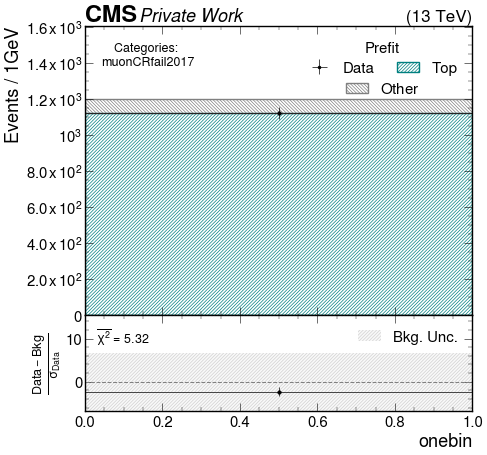 CMS Private Work (13 TeV)
Categories:
muonCRfail2017
Prefit
Data Top
Other
Events / 1GeV
1.6 x 10³
1.4 x 10³
1.2 x 10³
10³
8.0 x 10²
6.0 x 10²
4.0 x 10²
2.0 x 10²
0
χ² = 5.32
Bkg. Unc.
Data − Bkg
σData
10
0
0.0 0.2 0.4 0.6 0.8 1.0
onebin